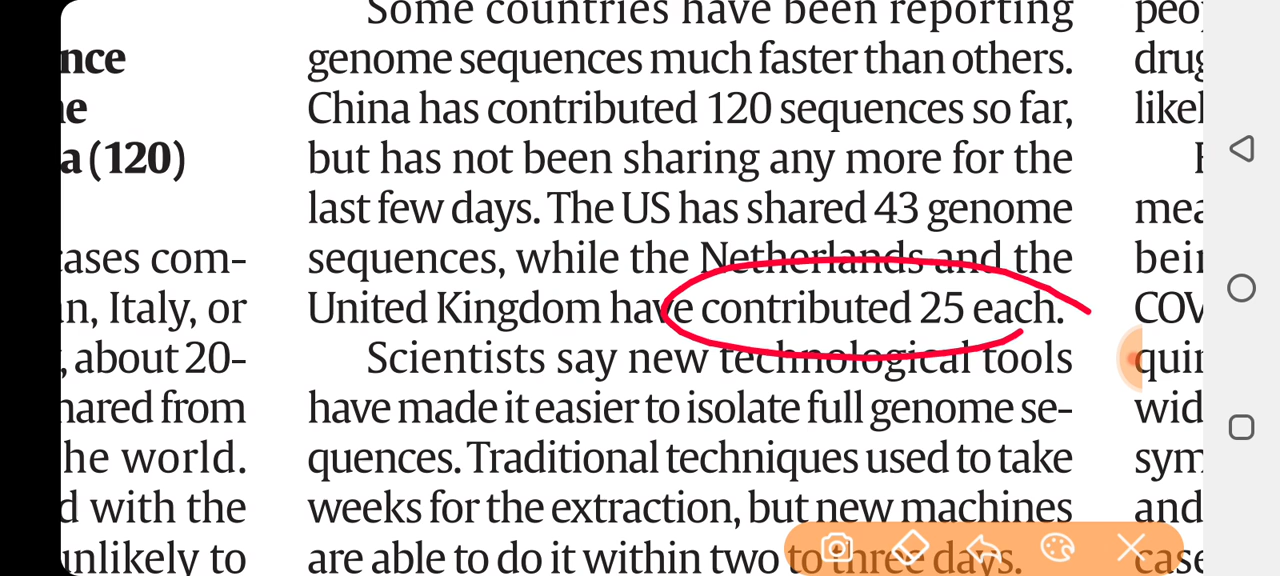 nce
ne
a (120)
cases com-
an, Italy, or
, about 20-
hared from
he world.
d with the
unlikely to
Some countries have been reporting
genome sequences much faster than others.
China has contributed 120 sequences so far,
but has not been sharing any more for the
last few days. The US has shared 43 genome
sequences, while the Netherlands and the
United Kingdom have contributed 25 each.
Scientists say new technological tools
have made it easier to isolate full genome se-
quences. Traditional techniques used to take
weeks for the extraction, but new machines
are able to do it within two to three days.
peo
drug
likel
mea
bein
COV
quir
wid
sym
and
case